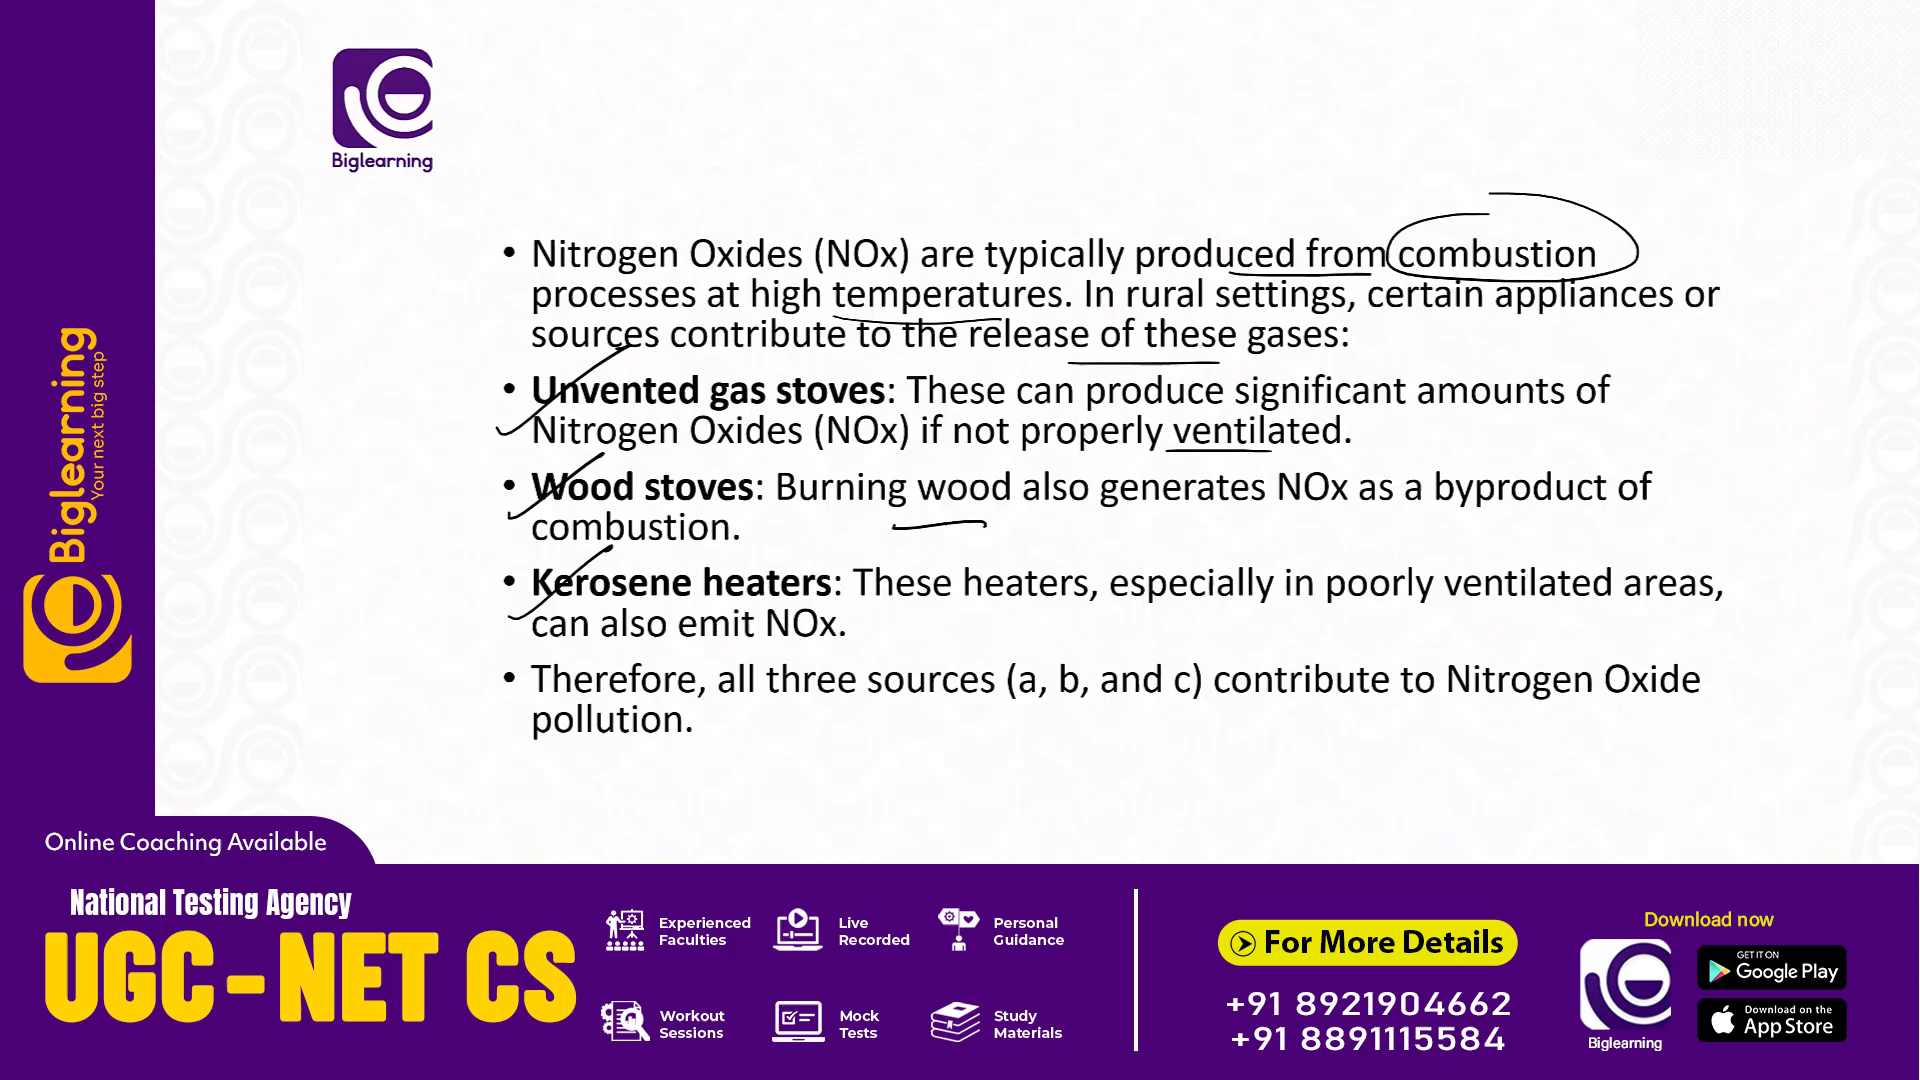 Biglearning
• Nitrogen Oxides (NOx) are typically produced from combustion
processes at high temperatures. In rural settings, certain appliances or
sources contribute to the release of these gases:
• Unvented gas stoves: These can produce significant amounts of
Nitrogen Oxides (NOx) if not properly ventilated.
• Wood stoves: Burning wood also generates NOx as a byproduct of
combustion.
• Kerosene heaters: These heaters, especially in poorly ventilated areas,
can also emit NOx.
• Therefore, all three sources (a, b, and c) contribute to Nitrogen Oxide
pollution.
Biglearning
Your next big step
Online Coaching Available
National Testing Agency
UGC-NET CS
Experienced
Faculties
Live
Recorded
Personal
Guidance
Workout
Sessions
Mock
Tests
Study
Materials
For More Details
+91 8921904662
+91 8891115584
Download now
Biglearning
GET IT ON
Google Play
Download on the
App Store